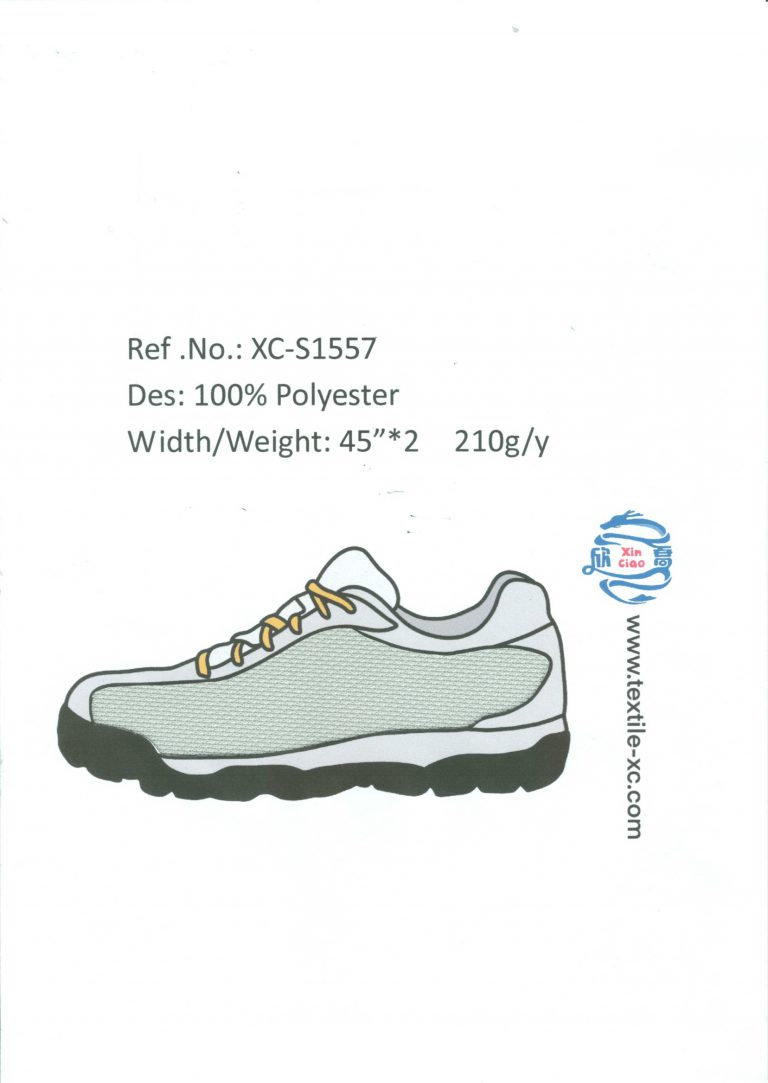 Ref .No.: XC-S1557
Des: 100% Polyester
Width/Weight: 45”*2 210g/y
欣 Xin 高
Ciao
www.textile-xc.com